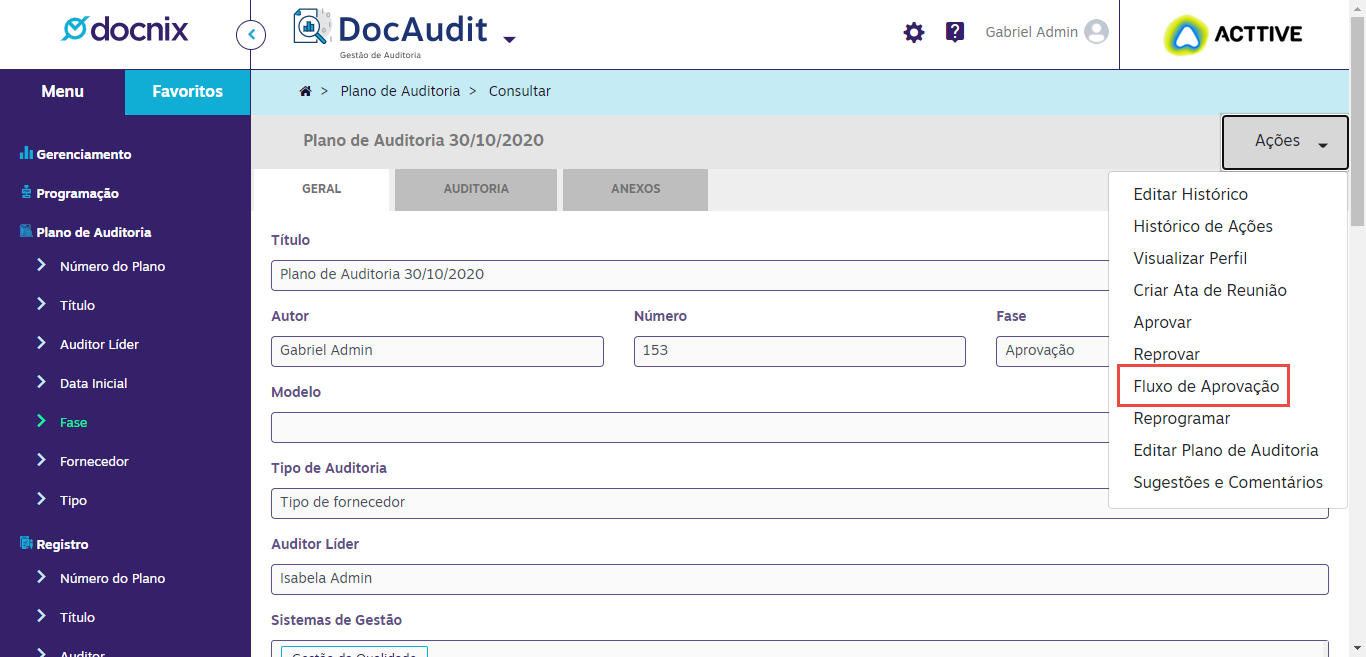 docnix
DocAudit
Gestão de Auditoria
Gabriel Admin
ACTTIVE
Menu
Favoritos
> Plano de Auditoria > Consultar
Gerenciamento
Programação
Plano de Auditoria
Número do Plano
Título
Auditor Líder
Data Inicial
Fase
Fornecedor
Tipo
Registro
Número do Plano
Título
Auditor
Plano de Auditoria 30/10/2020
Ações
Editar Histórico
Histórico de Ações
Visualizar Perfil
Criar Ata de Reunião
Aprovar
Reprovar
Fluxo de Aprovação
Reprogramar
Editar Plano de Auditoria
Sugestões e Comentários
GERAL
AUDITORIA
ANEXOS
Título
Plano de Auditoria 30/10/2020
Autor
Número
Fase
Gabriel Admin
153
Aprovação
Modelo
Tipo de Auditoria
Tipo de fornecedor
Auditor Líder
Isabela Admin
Sistemas de Gestão
Gestão da Qualidade